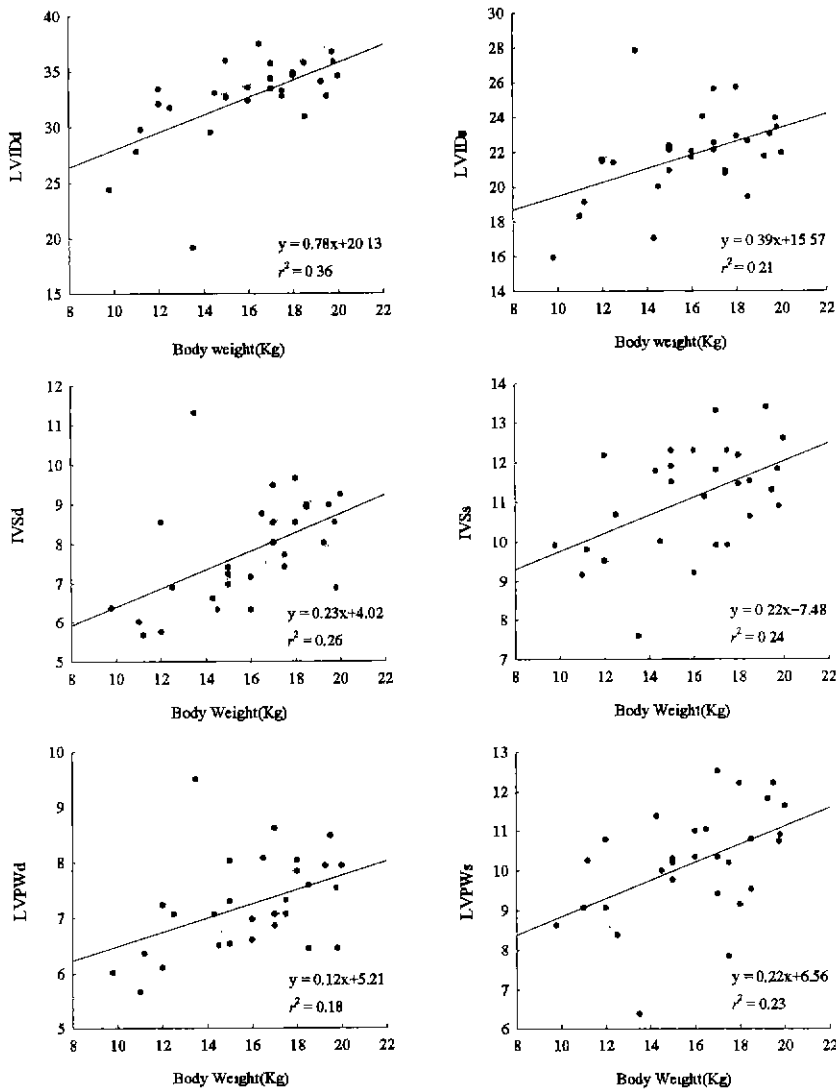 40
35
30
25
20
15
LVIDd
8 10 12 14 16 18 20 22
Body weight(Kg)
y = 0.78x+20 13
r² = 0 36
30
28
26
24
22
20
18
16
14
LVIDs
8 10 12 14 16 18 20 22
Body weight(Kg)
y = 0 39x+15 57
r² = 0 21
12
11
10
9
8
7
6
5
IVSd
8 10 12 14 16 18 20 22
Body Weight(Kg)
y = 0.23x+4.02
r² = 0.26
14
13
12
11
10
9
8
7
IVSs
8 10 12 14 16 18 20 22
Body Weight(Kg)
y = 0 22x-7.48
r² = 0 24
10
9
8
7
6
5
LVPWd
8 10 12 14 16 18 20 22
Body Weight(Kg)
y = 0.12x+5.21
r² = 0.18
13
12
11
10
9
8
7
6
LVPWs
8 10 12 14 16 18 20 22
Body Weight(Kg)
y = 0,22x+6.56
r² = 0.23